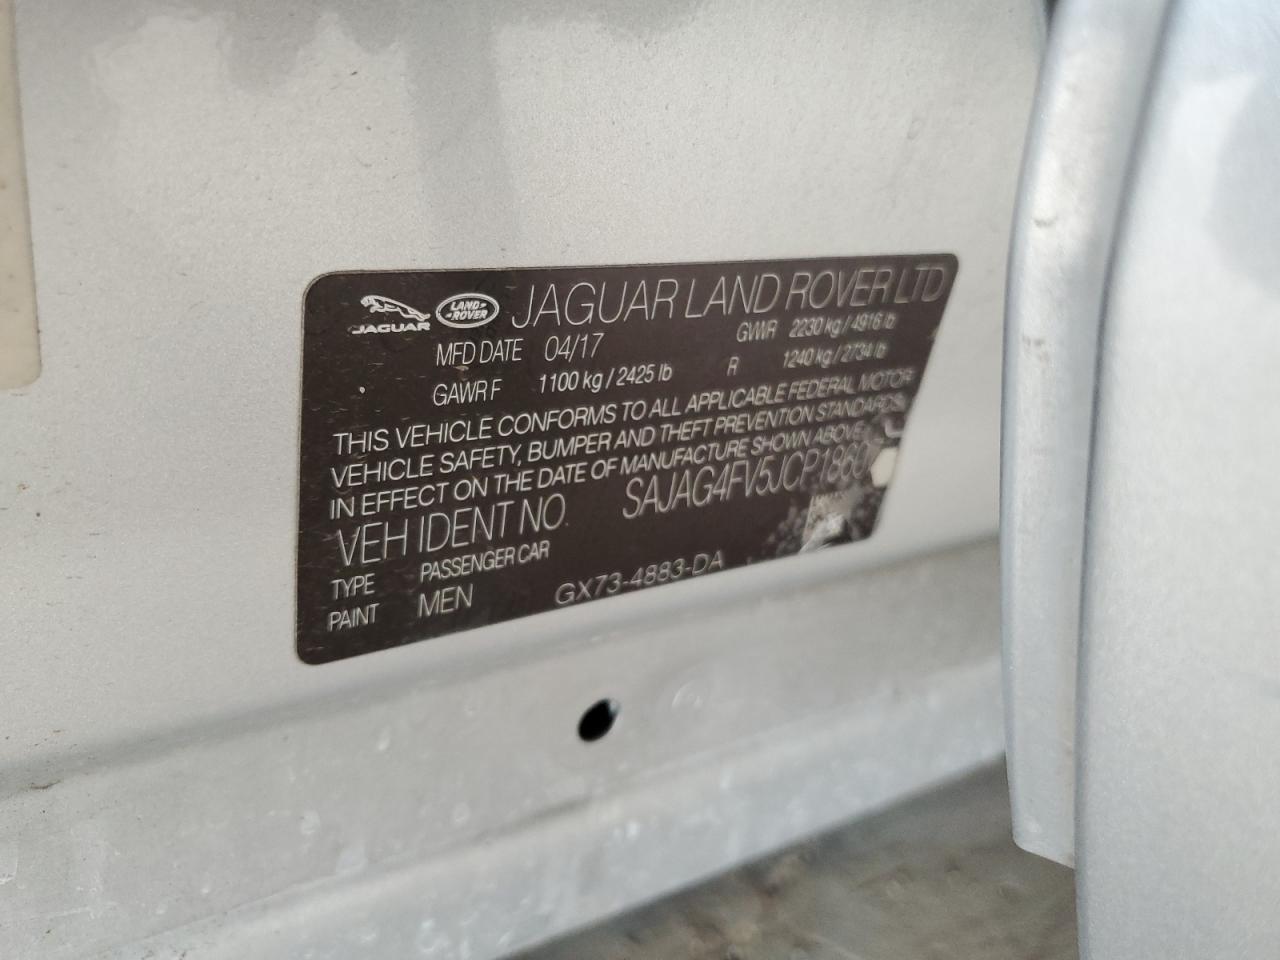 JAGUAR LAND ROVER JAGUAR LAND ROVER LTD
MFD DATE 04/17 GWR 2230 kg / 4916 lb
GAWR F 1100 kg / 2425 lb R 1240 kg / 2734 lb
THIS VEHICLE CONFORMS TO ALL APPLICABLE FEDERAL MOTOR
VEHICLE SAFETY, BUMPER AND THEFT PREVENTION STANDARDS,
IN EFFECT ON THE DATE OF MANUFACTURE SHOWN ABOVE.
VEH IDENT NO.
TYPE PASSENGER CAR
PAINT MEN GX73-4883-DA